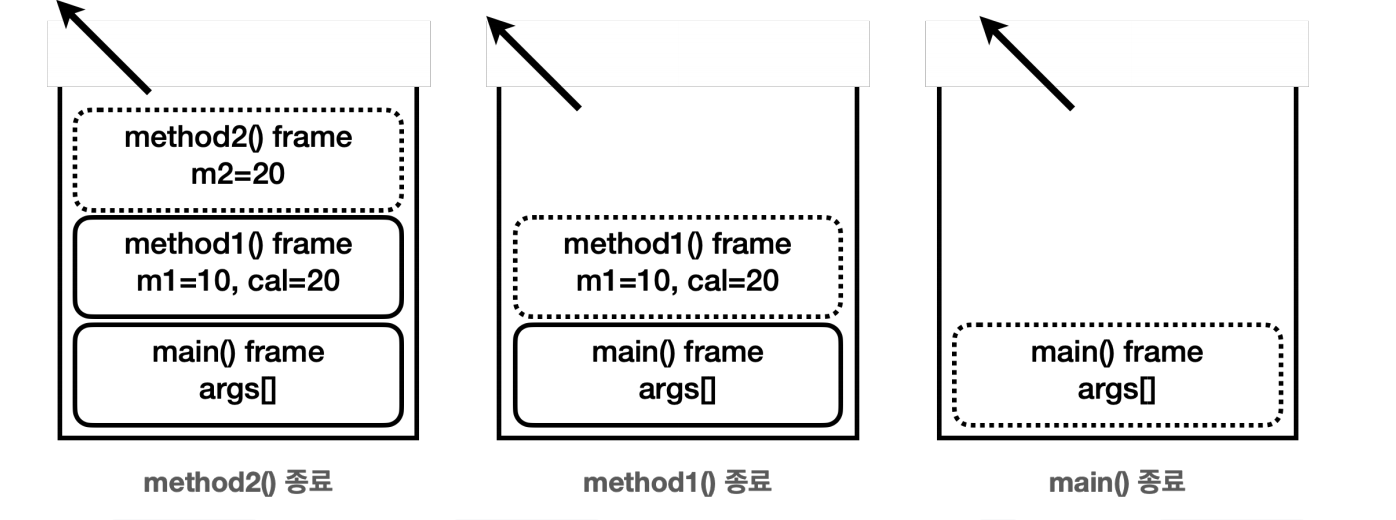 method2() frame
m2=20
method1() frame
m1=10, cal=20
main() frame
args[]
method2() 종료
method1() frame
m1=10, cal=20
main() frame
args[]
method1() 종료
main() frame
args[]
main() 종료